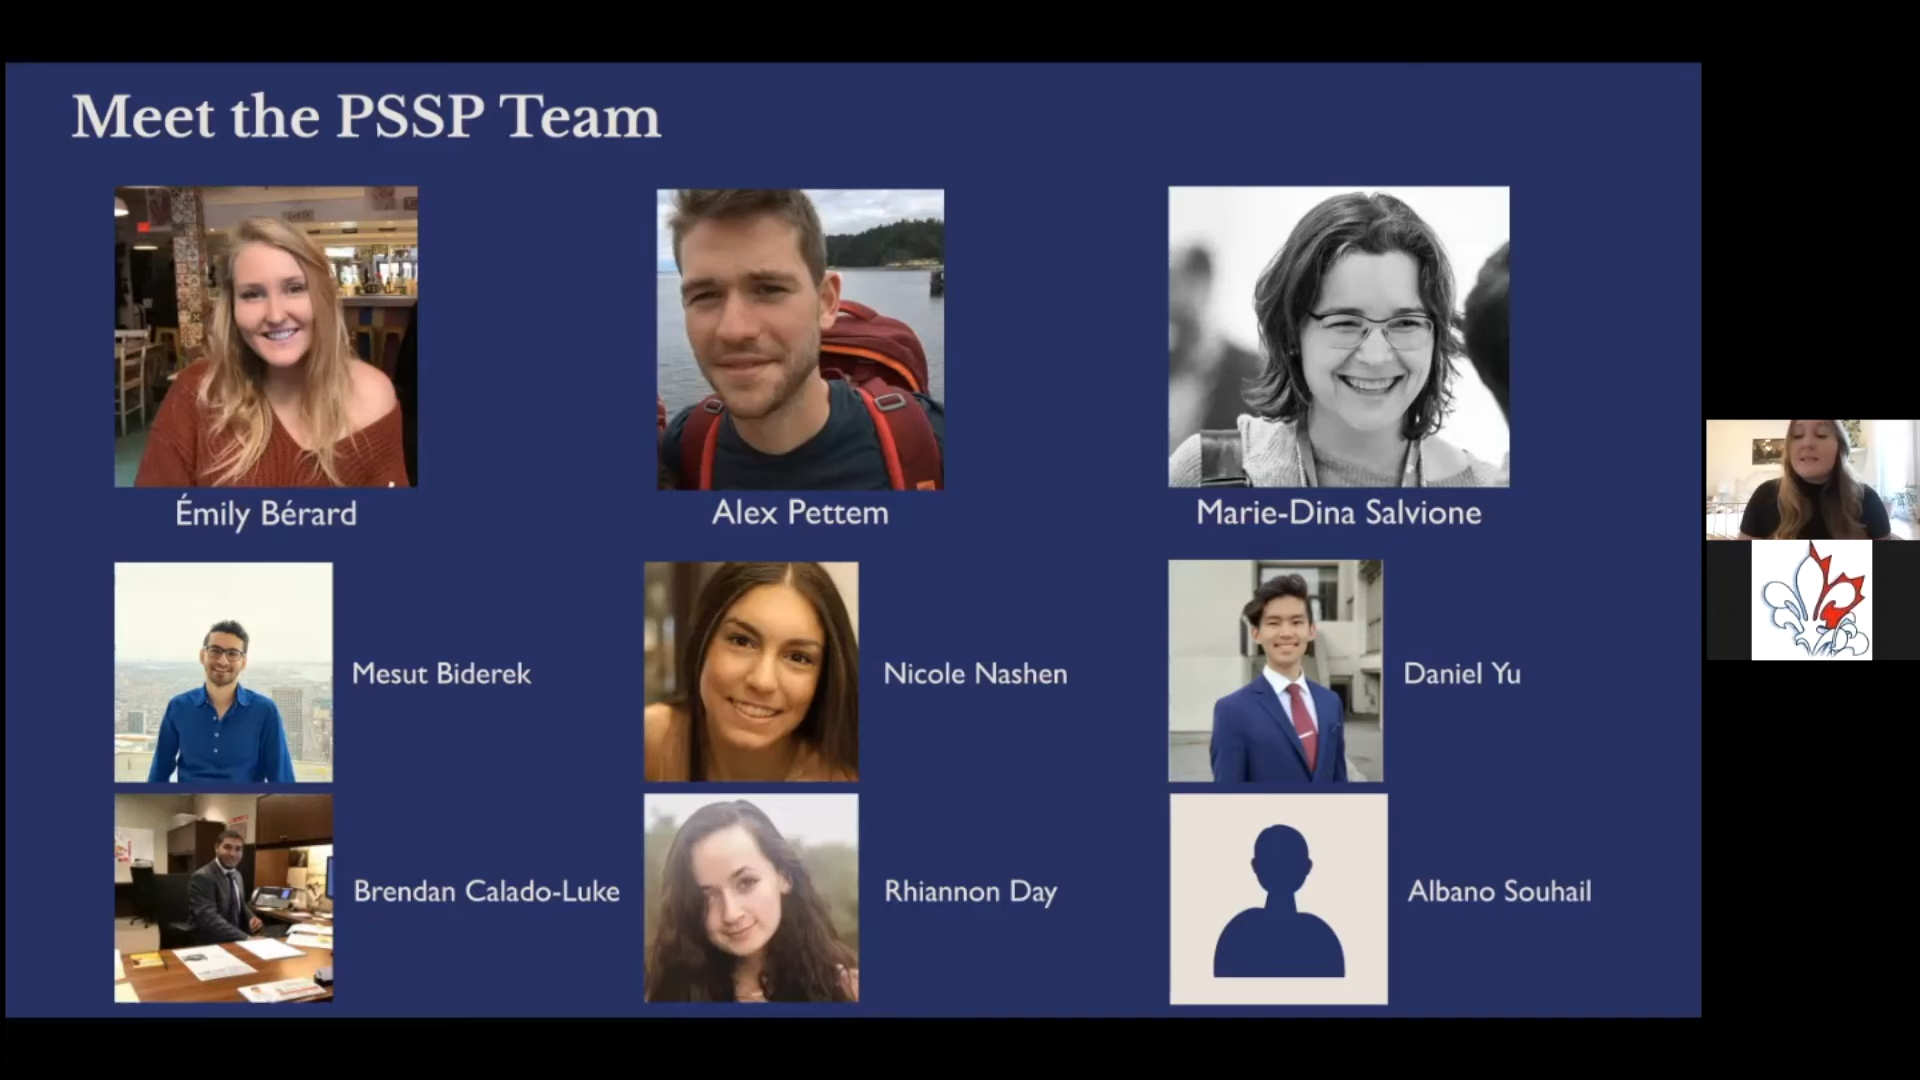 Meet the PSSP Team
Émily Bérard
Alex Pettem
Marie-Dina Salvione
Mesut Biderek
Nicole Nashen
Daniel Yu
Brendan Calado-Luke
Rhiannon Day
Albano Souhail